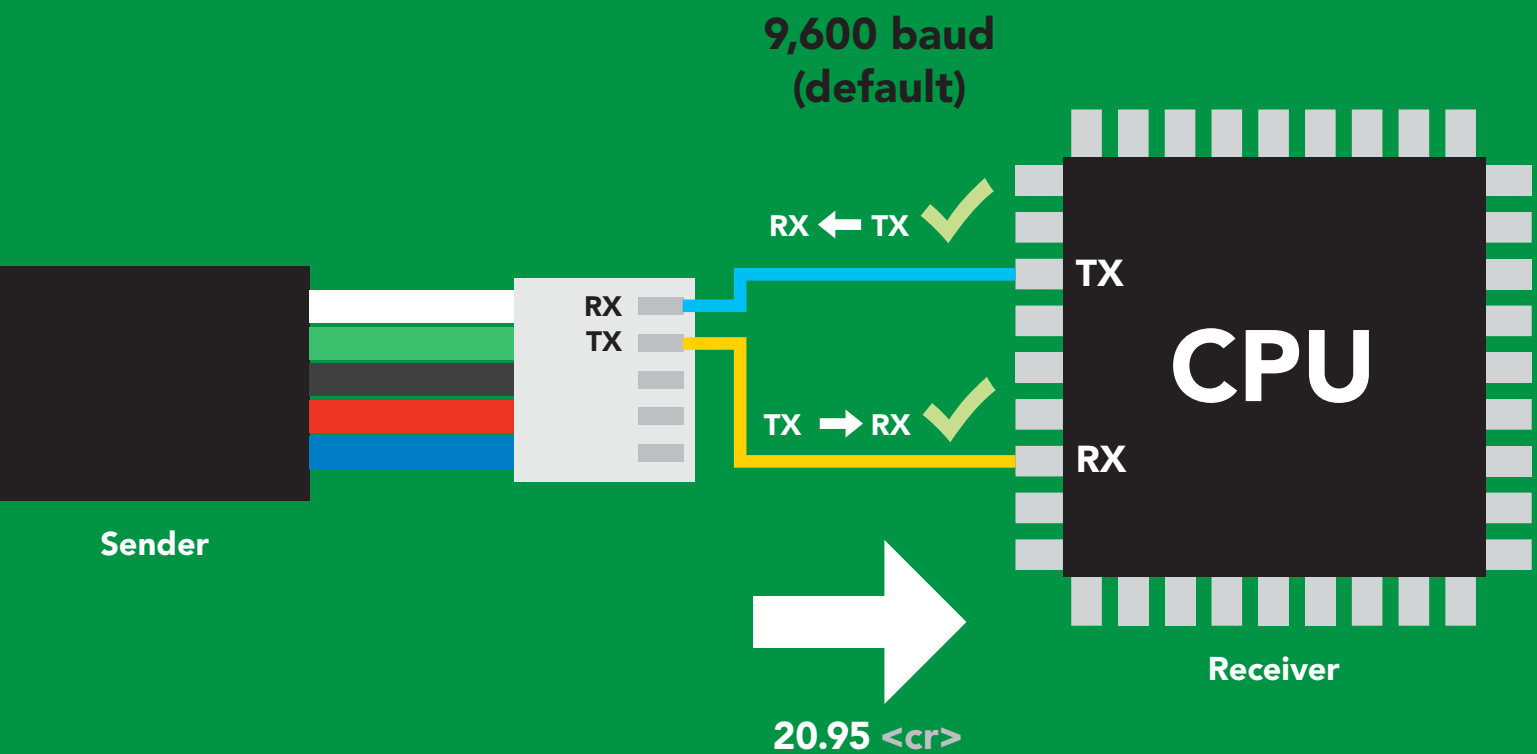 9,600 baud
(default)
RX TX
TX
RX
TX
CPU
TX RX
RX
Sender
Receiver
20.95 <cr>